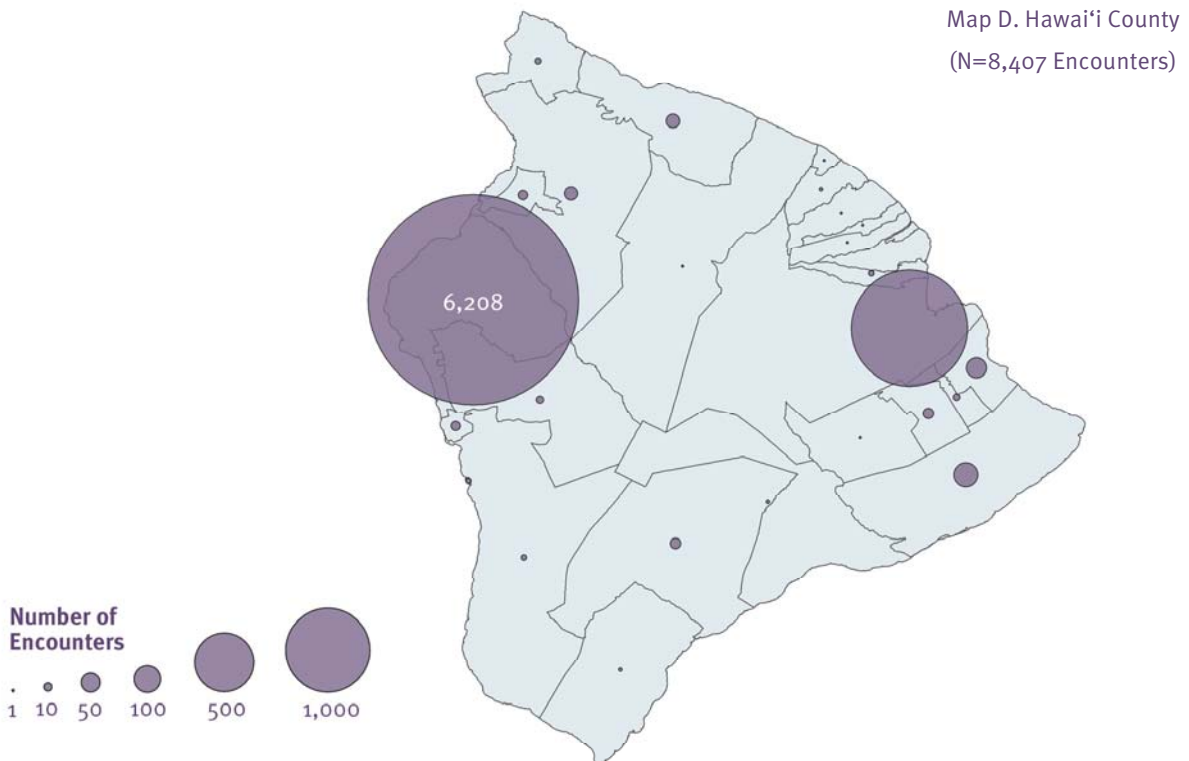 Map D. Hawai‘i County
(N=8,407 Encounters)
6,208
Number of
Encounters
1 10 50 100 500 1,000